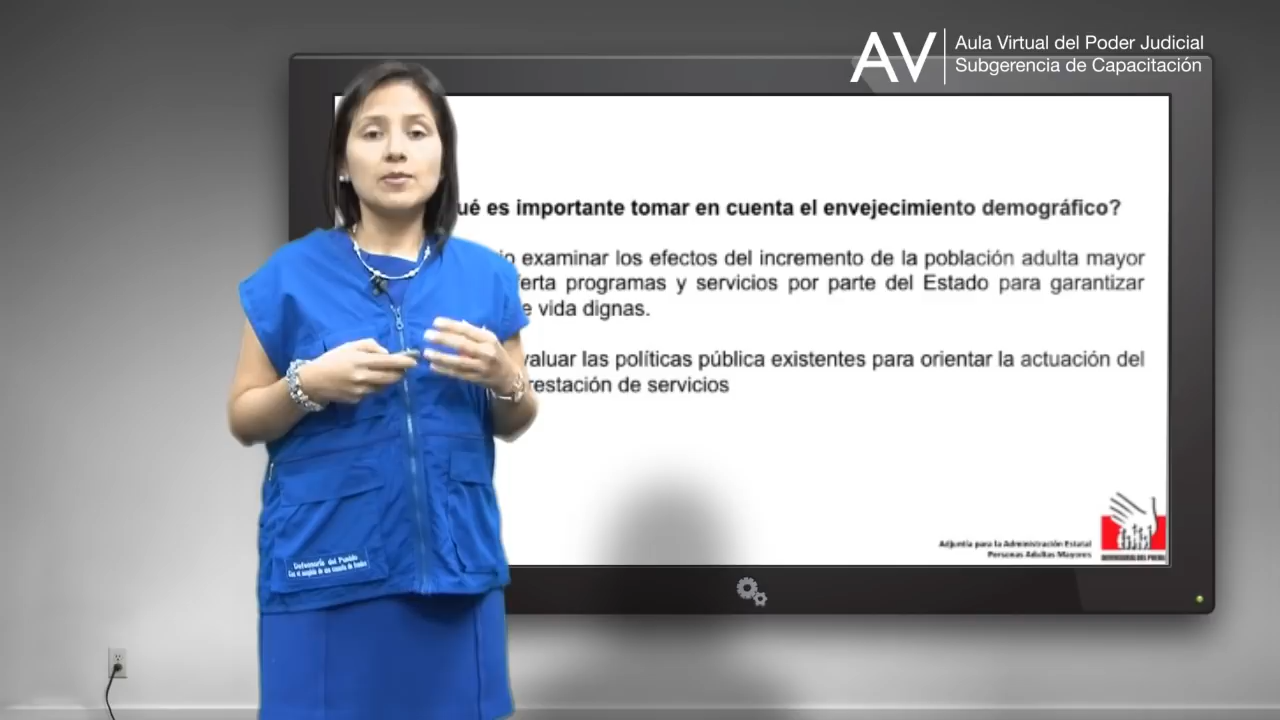 AV
Aula Virtual del Poder Judicial
Subgerencia de Capacitación
ué es importante tomar en cuenta el envejecimiento demográfico?
io examinar los efectos del incremento de la población adulta mayor
ferta programas y servicios por parte del Estado para garantizar
e vida dignas.
valuar las políticas pública existentes para orientar la actuación del
restación de servicios
Adjuntía para la Administración Estatal
Personas Adultas Mayores
Defensoría del Pueblo